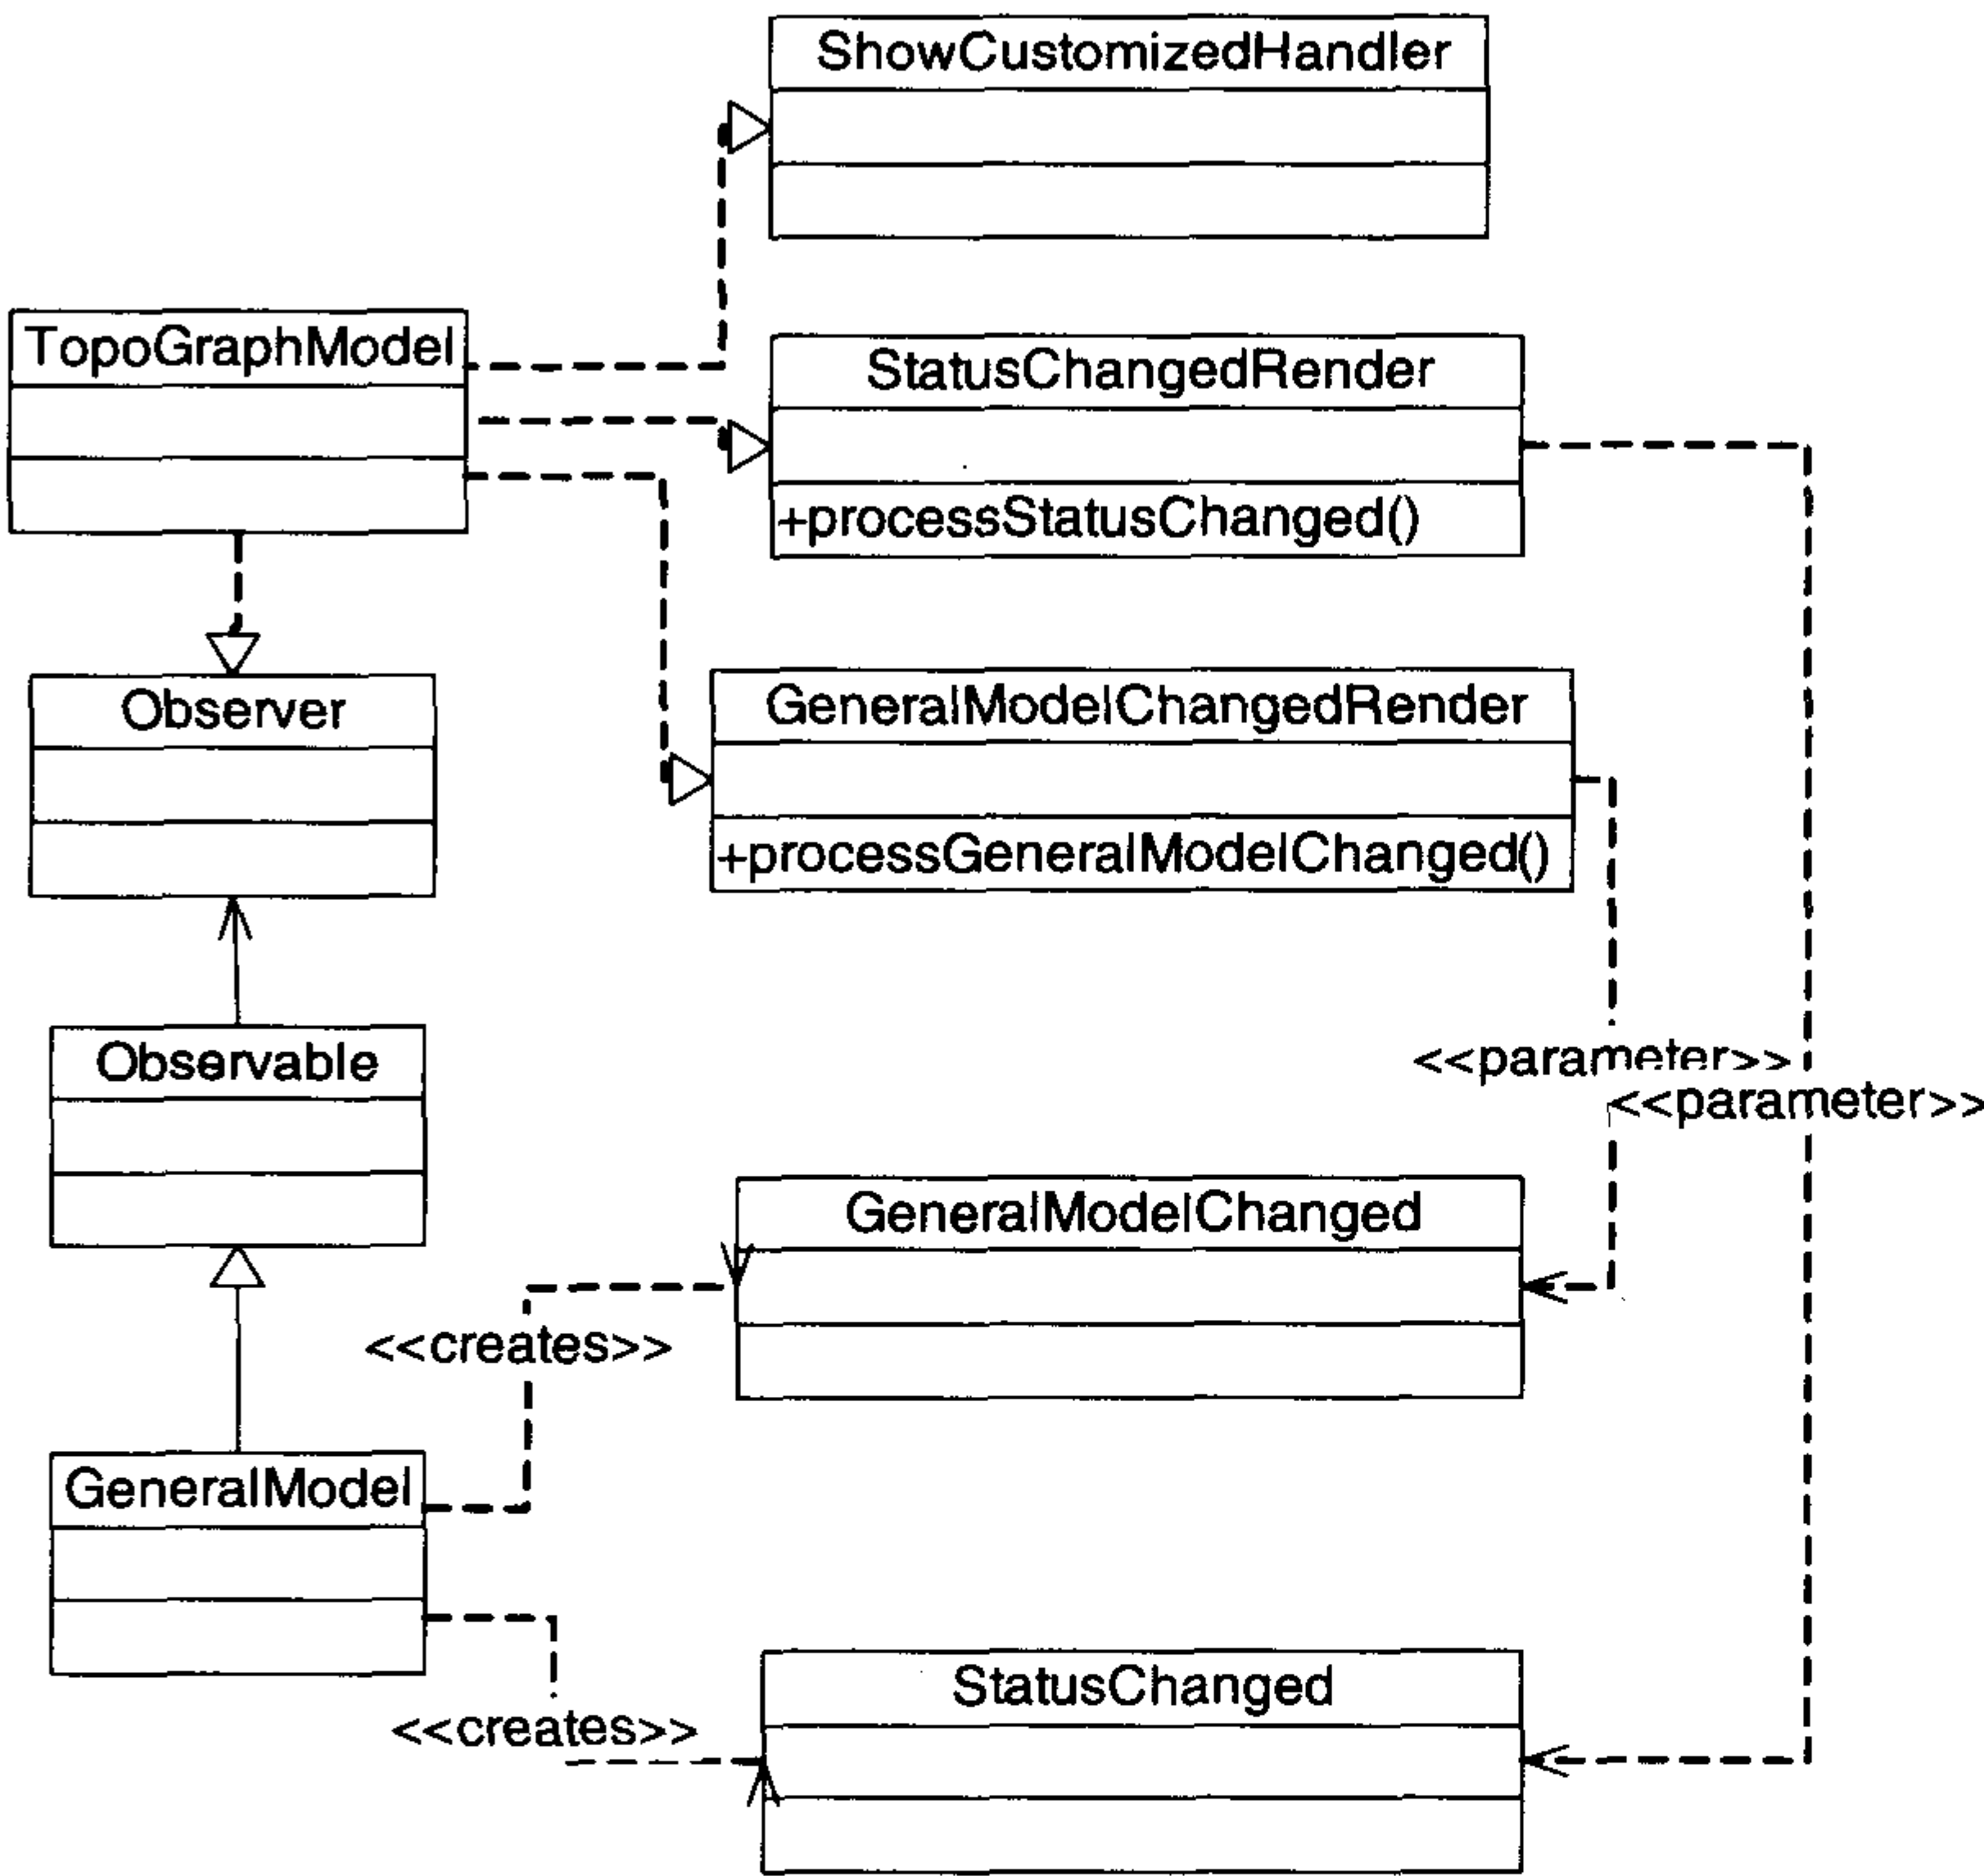 ShowCustomizedHandler
TopoGraphModel
StatusChangedRender
+processStatusChanged()
Observer
GeneralModelChangedRender
+processGeneralModelChanged()
Observable
<<parameter>>
<<parameter>>
GeneralModelChanged
<<creates>>
GeneralModel
StatusChanged
<<creates>>